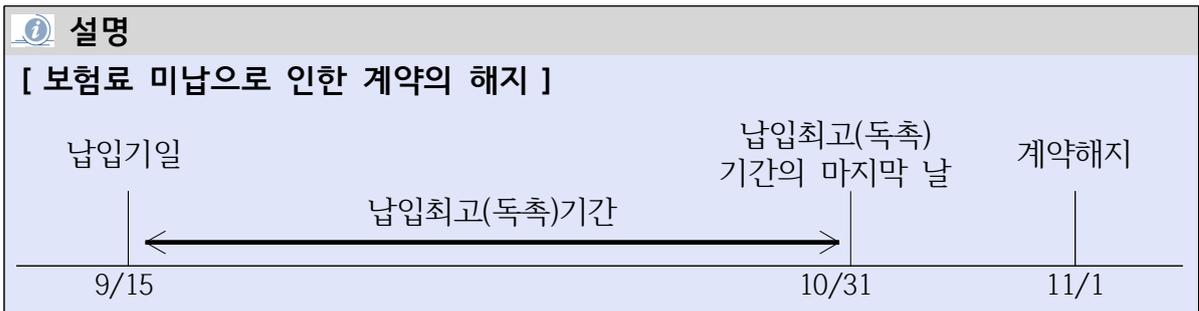 설명
[ 보험료 미납으로 인한 계약의 해지 ]
납입기일
납입최고(독촉)기간
납입최고(독촉)
기간의 마지막 날
계약해지
9/15
10/31
11/1